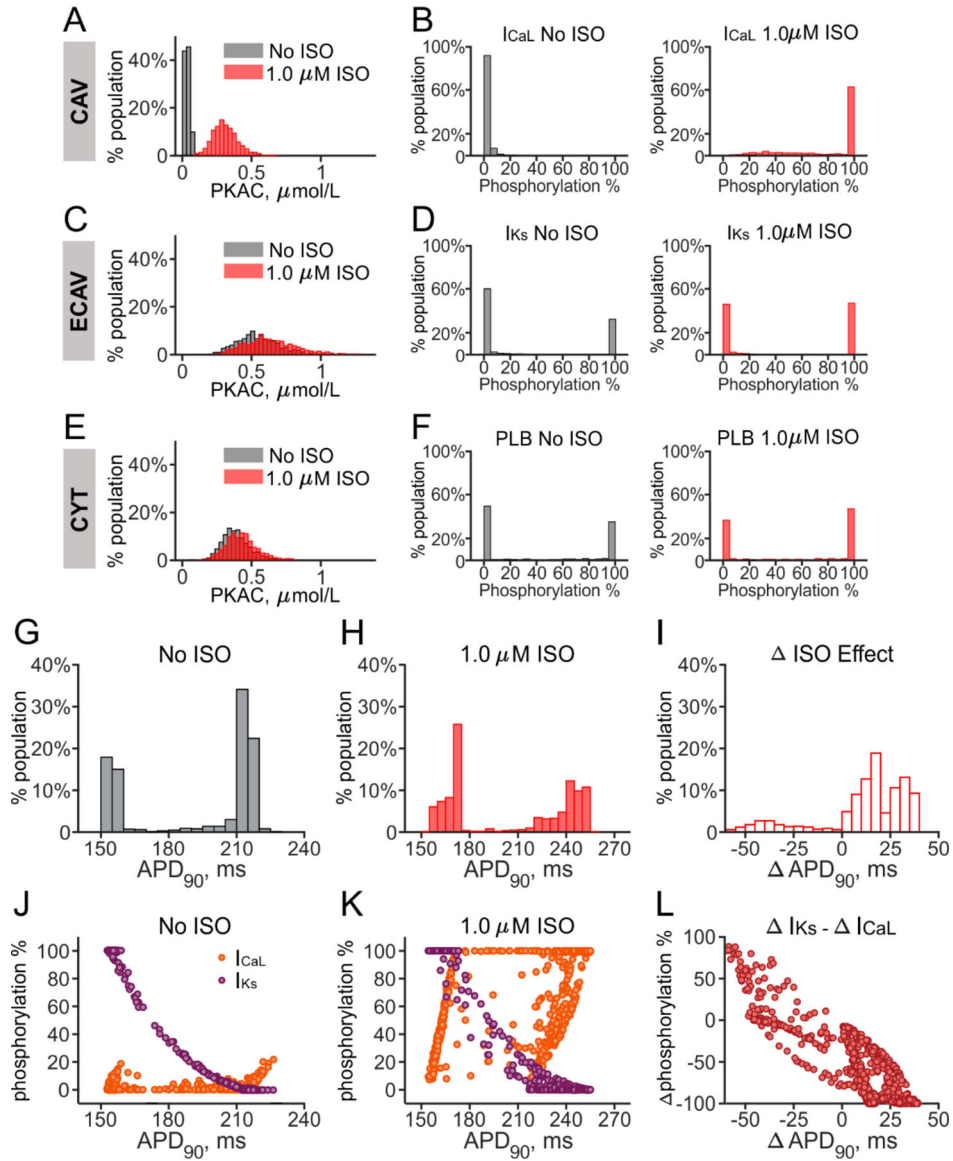 A
B
CAV
% population
40%
20%
0
No ISO
1.0 μM ISO
0 0.5 1
PKAC, μmol/L
ICaL No ISO
% population
100%
60%
20%
0
0 20 40 60 80 100
Phosphorylation %
ICaL 1.0μM ISO
100%
60%
20%
0
0 20 40 60 80 100
Phosphorylation %
C
D
ECAV
% population
40%
20%
0
No ISO
1.0 μM ISO
0 0.5 1
PKAC, μmol/L
IKs No ISO
% population
100%
60%
20%
0
0 20 40 60 80 100
Phosphorylation %
IKs 1.0μM ISO
100%
60%
20%
0
0 20 40 60 80 100
Phosphorylation %
E
F
CYT
% population
40%
20%
0
No ISO
1.0 μM ISO
0 0.5 1
PKAC, μmol/L
PLB No ISO
% population
100%
60%
20%
0
0 20 40 60 80 100
Phosphorylation %
PLB 1.0μM ISO
100%
60%
20%
0
0 20 40 60 80 100
Phosphorylation %
G
No ISO
% population
40%
30%
20%
10%
0
150 180 210 240
APD90, ms
H
1.0 μM ISO
% population
40%
30%
20%
10%
0
150 180 210 240 270
APD90, ms
I
Δ ISO Effect
% population
40%
30%
20%
10%
0
-50 -25 0 25 50
Δ APD90, ms
J
No ISO
phosphorylation %
100
80
60
40
20
0
ICaL
IKs
150 180 210 240
APD90, ms
K
1.0 μM ISO
phosphorylation %
100
80
60
40
20
0
150 180 210 240 270
APD90, ms
L
Δ IKs - Δ ICaL
Δphosphorylation %
100
50
0
-50
-100
-50 -25 0 25 50
Δ APD90, ms